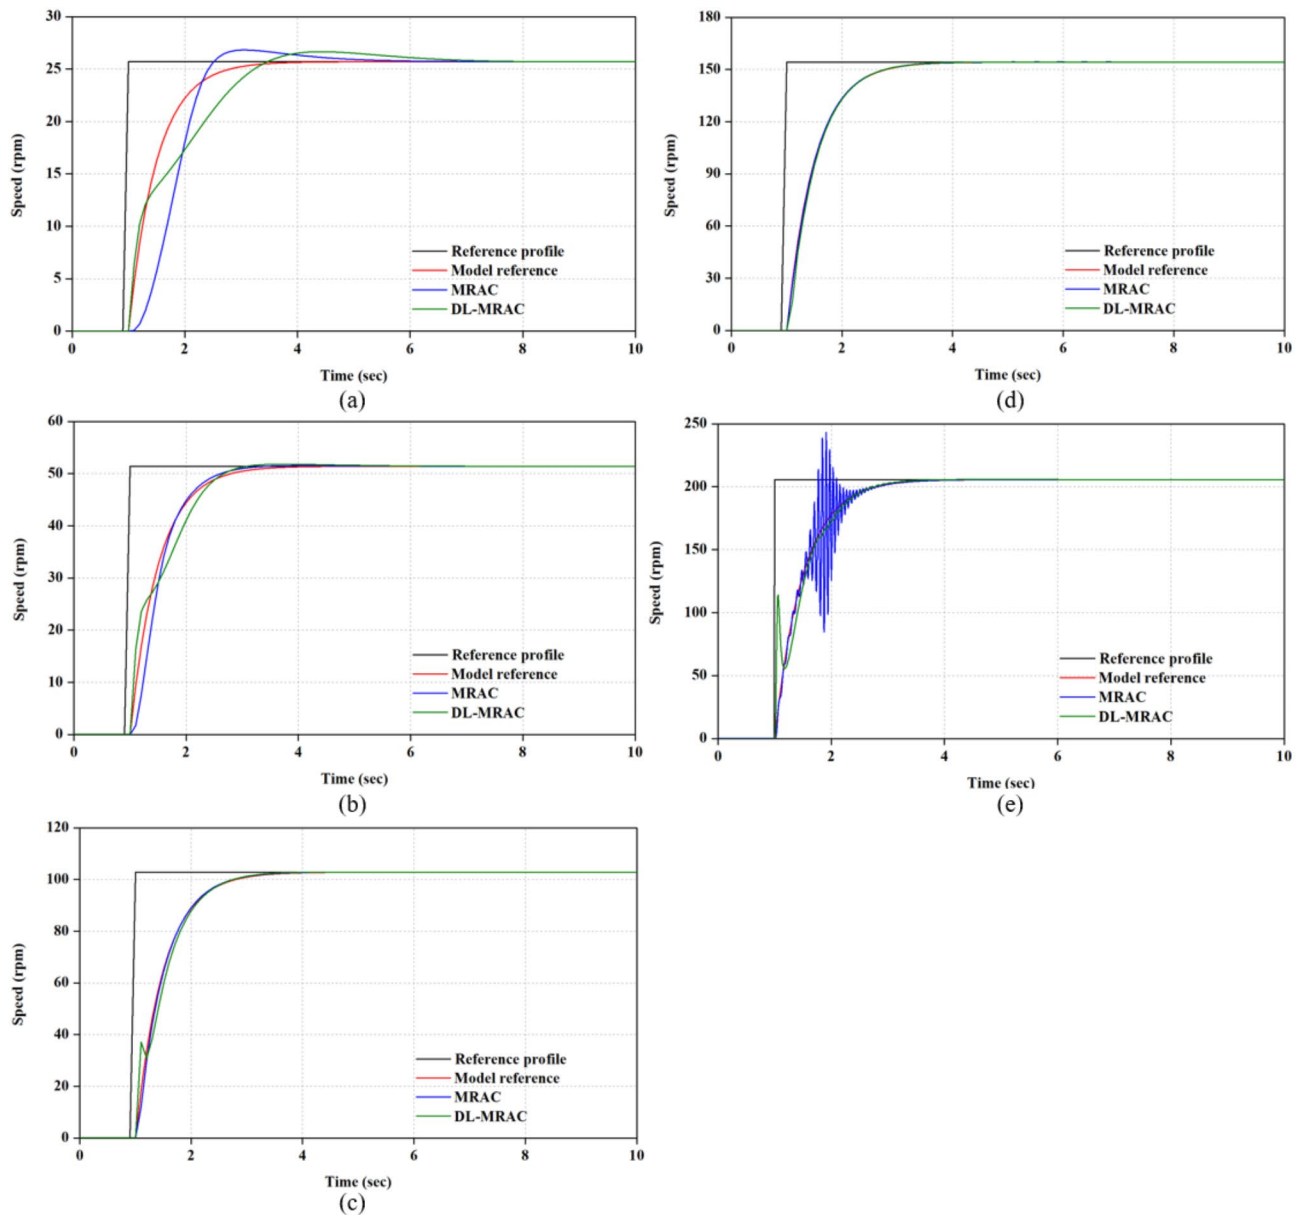 30
25
20
15
10
5
0
Speed (rpm)
Reference profile
Model reference
MRAC
DL-MRAC
0 2 4 6 8 10
Time (sec)
(a)
180
150
120
90
60
30
0
Speed (rpm)
Reference profile
Model reference
MRAC
DL-MRAC
0 2 4 6 8 10
Time (sec)
(d)
60
50
40
30
20
10
0
Speed (rpm)
Reference profile
Model reference
MRAC
DL-MRAC
0 2 4 6 8 10
Time (sec)
(b)
250
200
150
100
50
0
Speed (rpm)
Reference profile
Model reference
MRAC
DL-MRAC
0 2 4 6 8 10
Time (sec)
(e)
120
100
80
60
40
20
0
Speed (rpm)
Reference profile
Model reference
MRAC
DL-MRAC
0 2 4 6 8 10
Time (sec)
(c)